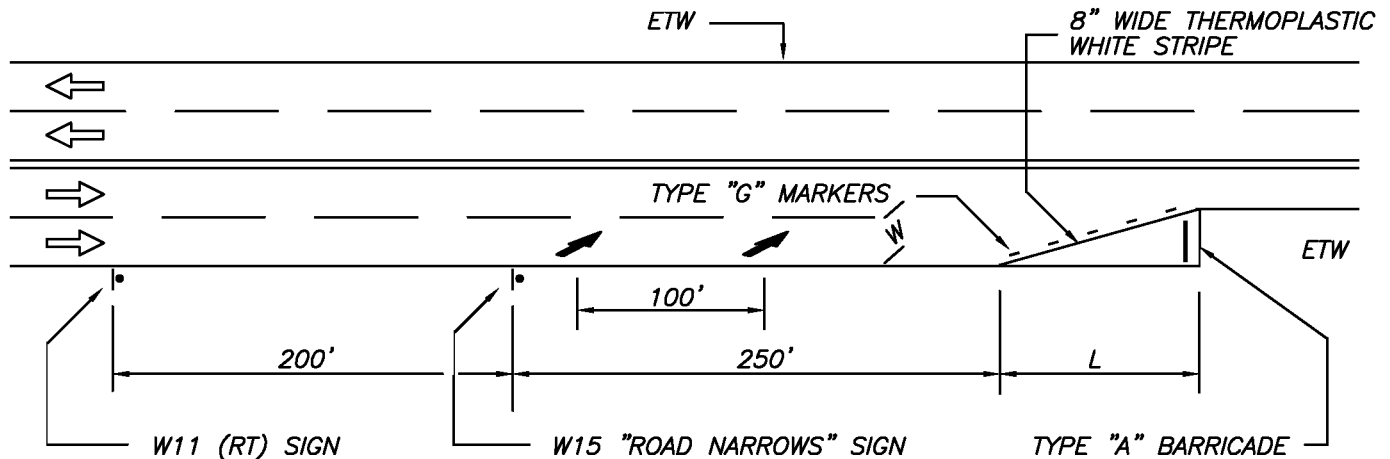 ETW
8" WIDE THERMOPLASTIC
WHITE STRIPE
TYPE "G" MARKERS
W
ETW
100'
200'
250'
L
W11 (RT) SIGN
W15 "ROAD NARROWS" SIGN
TYPE "A" BARRICADE